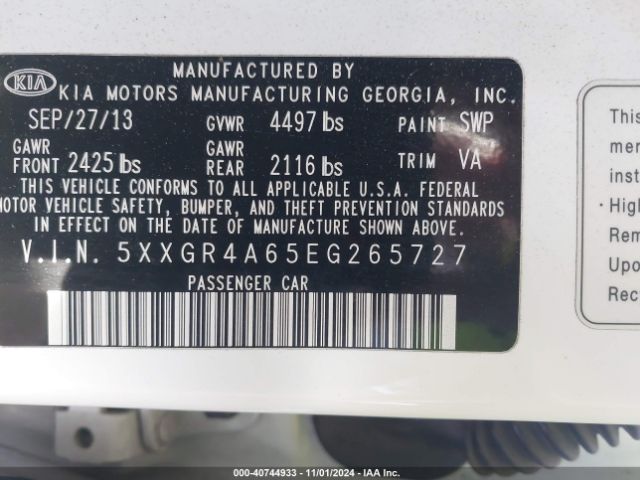 MANUFACTURED BY
KIA
KIA MOTORS MANUFACTURING GEORGIA, INC.
SEP/27/13 GVWR 4497 lbs PAINT SWP
GAWR FRONT 2425 lbs GAWR REAR 2116 lbs TRIM VA
THIS VEHICLE CONFORMS TO ALL APPLICABLE U.S.A. FEDERAL
MOTOR VEHICLE SAFETY, BUMPER, AND THEFT PREVENTION STANDARDS
IN EFFECT ON THE DATE OF MANUFACTURE SHOWN ABOVE.
V.I.N. 5XXGR4A65EG265727
PASSENGER CAR
This
mer
inst
· High
Rem
Upo
Recy
000-40744933 - 11/01/2024 - IAA Inc.